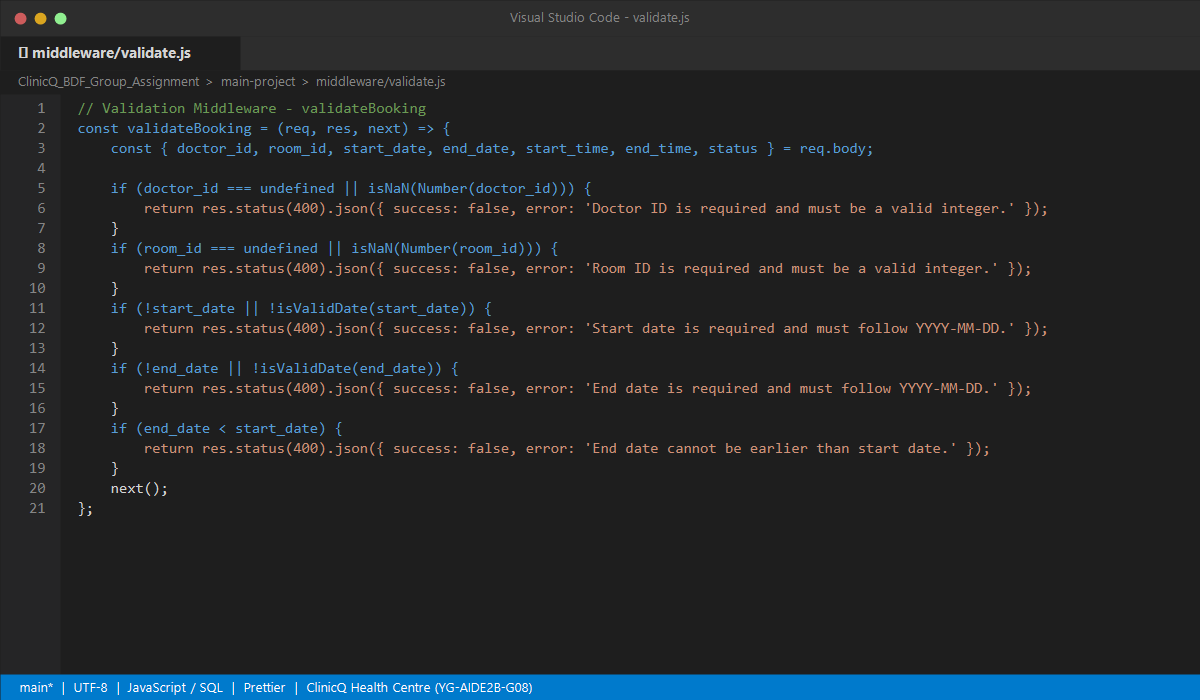 Visual Studio Code - validate.js
[] middleware/validate.js
ClinicQ_BDF_Group_Assignment > main-project > middleware/validate.js
1 // Validation Middleware - validateBooking
2 const validateBooking = (req, res, next) => {
3     const { doctor_id, room_id, start_date, end_date, start_time, end_time, status } = req.body;
4
5     if (doctor_id === undefined || isNaN(Number(doctor_id))) {
6         return res.status(400).json({ success: false, error: 'Doctor ID is required and must be a valid integer.' });
7     }
8     if (room_id === undefined || isNaN(Number(room_id))) {
9         return res.status(400).json({ success: false, error: 'Room ID is required and must be a valid integer.' });
10     }
11     if (!start_date || !isValidDate(start_date)) {
12         return res.status(400).json({ success: false, error: 'Start date is required and must follow YYYY-MM-DD.' });
13     }
14     if (!end_date || !isValidDate(end_date)) {
15         return res.status(400).json({ success: false, error: 'End date is required and must follow YYYY-MM-DD.' });
16     }
17     if (end_date < start_date) {
18         return res.status(400).json({ success: false, error: 'End date cannot be earlier than start date.' });
19     }
20     next();
21 };
main* | UTF-8 | JavaScript / SQL | Prettier | ClinicQ Health Centre (YG-AIDE2B-G08)